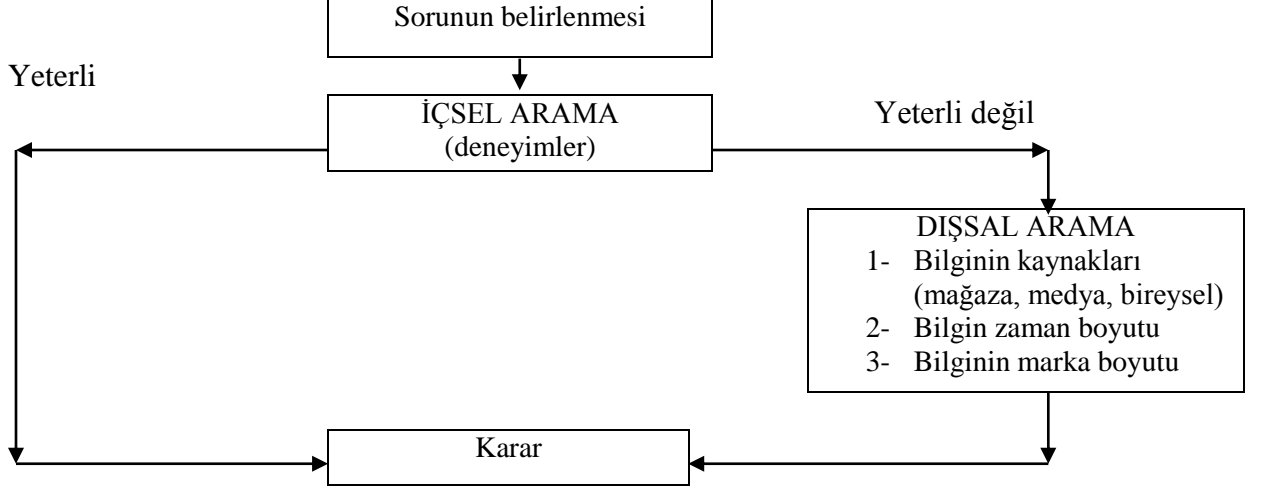 Sorunun belirlenmesi
Yeterli
İÇSEL ARAMA
(deneyimler)
Yeterli değil
DIŞSAL ARAMA
1- Bilginin kaynakları
(mağaza, medya, bireysel)
2- Bilgin zaman boyutu
3- Bilginin marka boyutu
Karar